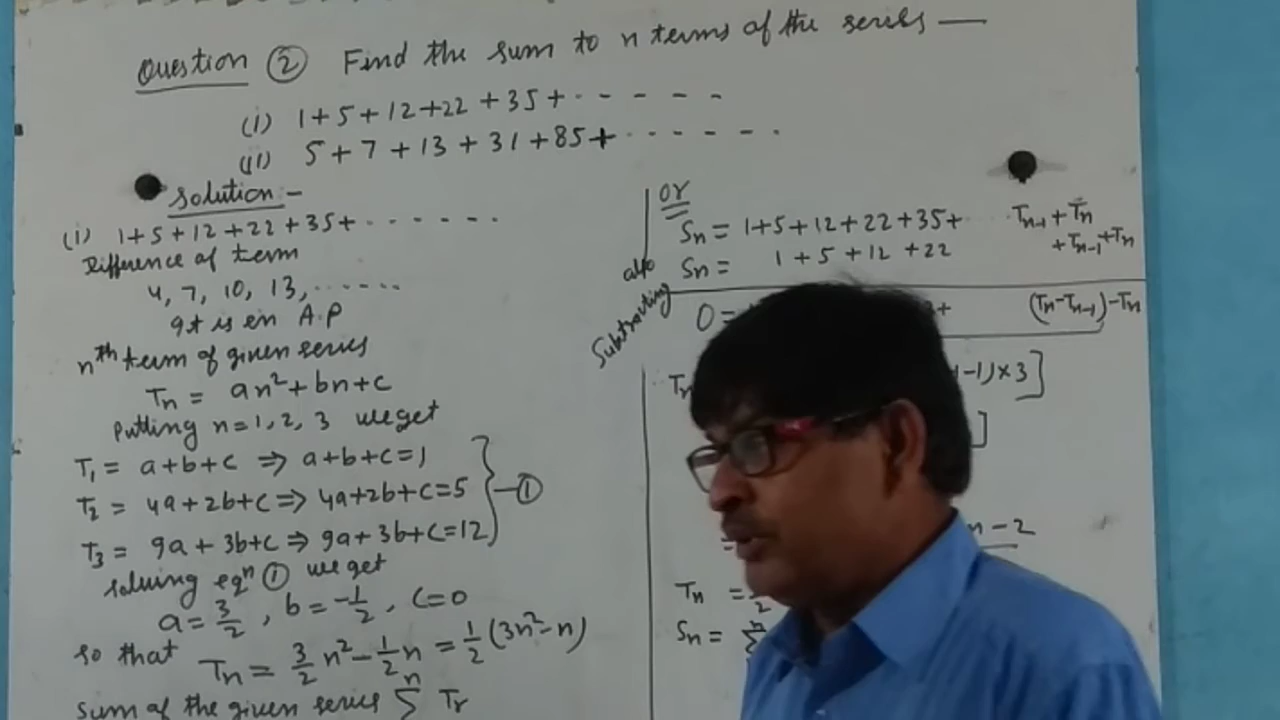 Question ② Find the sum to n terms of the series —
(i) 1+5+12+22+35+- - - - -
(ii) 5+7+13+31+85+- - - - - -
Solution:-
(i) 1+5+12+22+35+- - - - - -
Difference of term
4, 7, 10, 13,- - - - - -
It is en A.P
nth term of given series
Tn = an²+bn+c
Putting n=1,2,3 we get
T1 = a+b+c ⇒ a+b+c=1
T2 = 4a+2b+c ⇒ 4a+2b+c=5
T3 = 9a+3b+c ⇒ 9a+3b+c=12
—①
solving eqn ① we get
a=3/2, b=-1/2, c=0
so that
Tn = 3/2 n²-1/2 n = 1/2 (3n²-n)
Sum of the given series Σ Tr
or
Sn = 1+5+12+22+35+- - Tn-1+Tn
also Sn = 1+5+12+22 +Tn-1+Tn
Subtracting
0= (Tn-Tn-1)-Tn
-1)×3]
]
n-2
Tn =
Sn = Σ